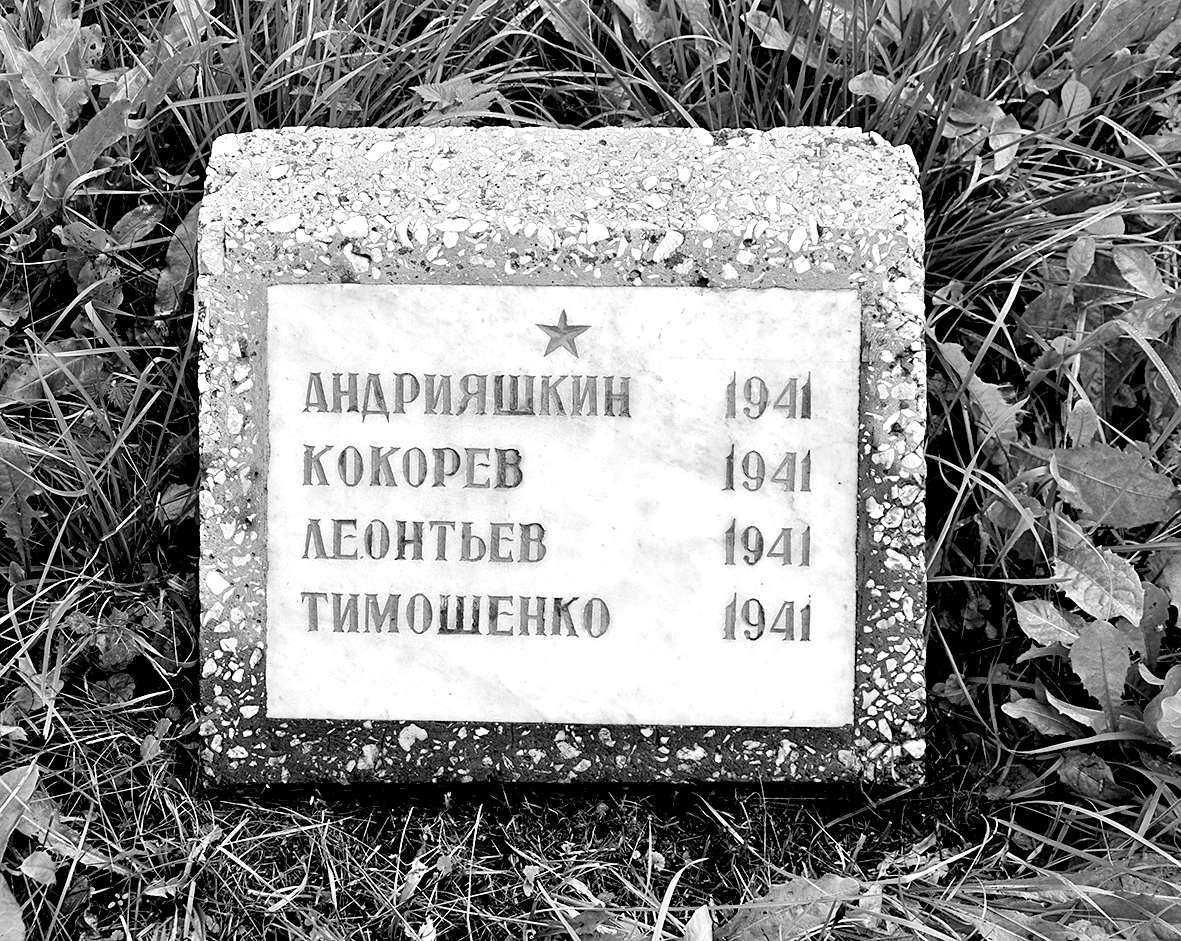 АНДРИЯШКИН 1941
КОКОРЕВ 1941
ЛЕОНТЬЕВ 1941
ТИМОШЕНКО 1941